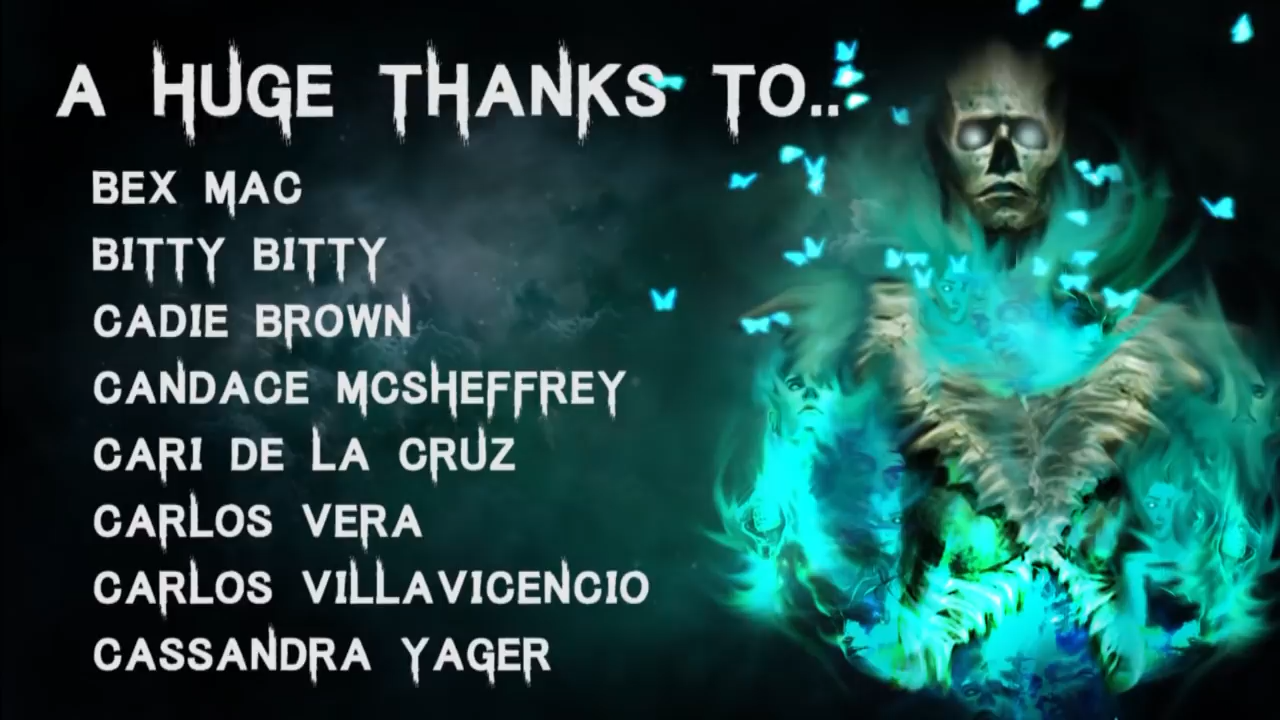 A HUGE THANKS TO..
BEX MAC
BITTY BITTY
CADIE BROWN
CANDACE MCSHEFFREY
CARI DE LA CRUZ
CARLOS VERA
CARLOS VILLAVICENCIO
CASSANDRA YAGER